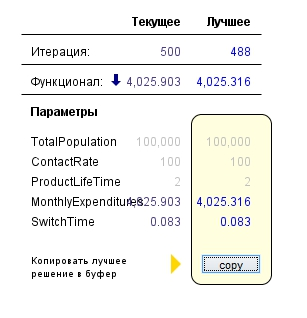 Текущее Лучшее
Итерация: 500 488
Функционал: 4,025.903 4,025.316
Параметры
TotalPopulation 100,000 100,000
ContactRate 100 100
ProductLifeTime 2 2
MonthlyExpenditures 4,025.903 4,025.316
SwitchTime 0.083 0.083
Копировать лучшее
решение в буфер
copy